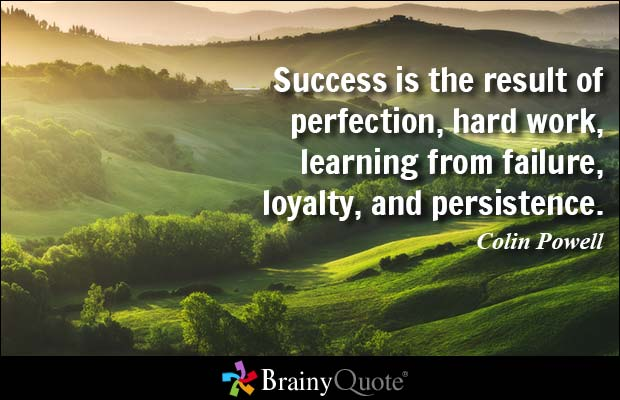 Success is the result of
perfection, hard work,
learning from failure,
loyalty, and persistence.
Colin Powell
BrainyQuote®